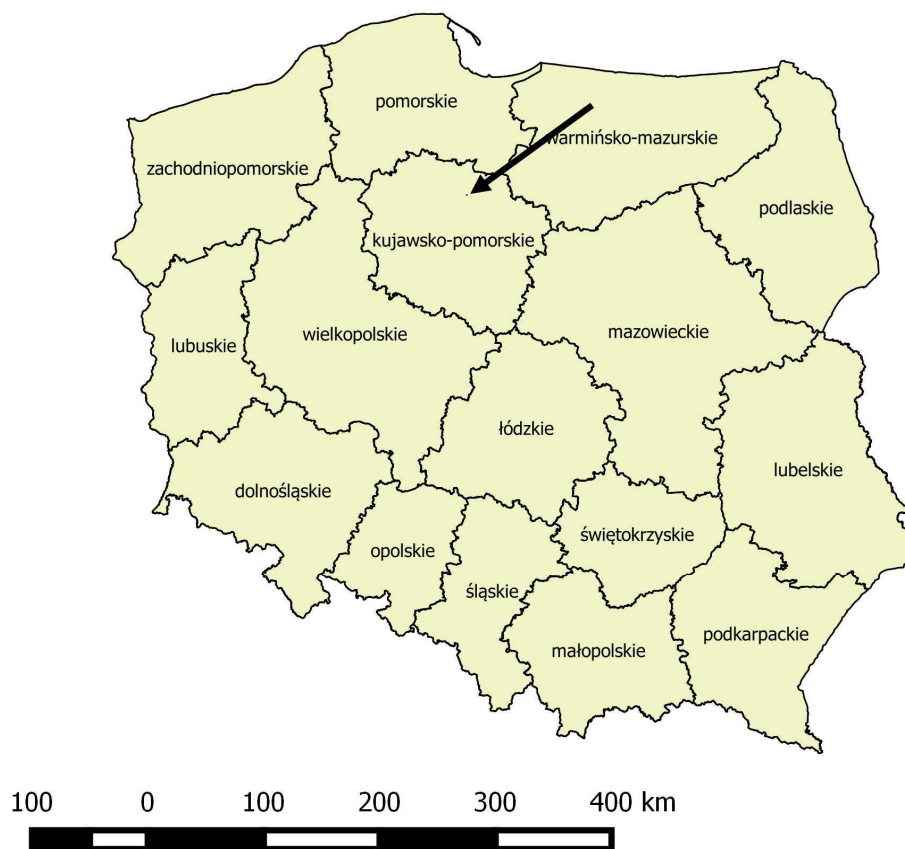 pomorskie
warmińsko-mazurskie
zachodniopomorskie
podlaskie
kujawsko-pomorskie
mazowieckie
wielkopolskie
lubuskie
łódzkie
lubelskie
dolnośląskie
świętokrzyskie
opolskie
śląskie
podkarpackie
małopolskie
100 0 100 200 300 400 km